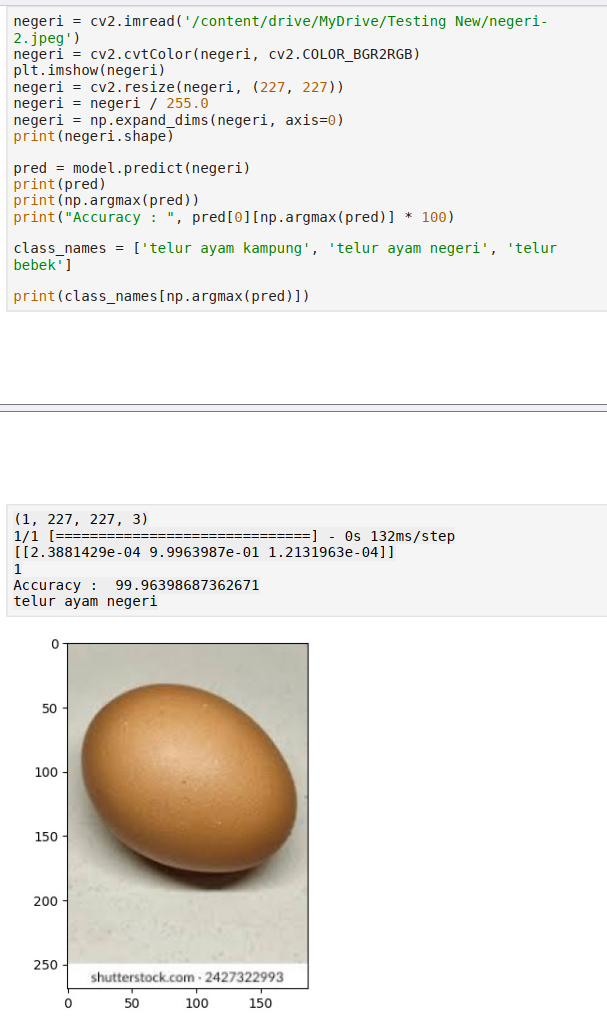 negeri = cv2.imread('/content/drive/MyDrive/Testing New/negeri-
2.jpeg')
negeri = cv2.cvtColor(negeri, cv2.COLOR_BGR2RGB)
plt.imshow(negeri)
negeri = cv2.resize(negeri, (227, 227))
negeri = negeri / 255.0
negeri = np.expand_dims(negeri, axis=0)
print(negeri.shape)
pred = model.predict(negeri)
print(pred)
print(np.argmax(pred))
print("Accuracy : ", pred[0][np.argmax(pred)] * 100)
class_names = ['telur ayam kampung', 'telur ayam negeri', 'telur
bebek']
print(class_names[np.argmax(pred)])
(1, 227, 227, 3)
1/1 [==============================] - 0s 132ms/step
[[2.3881429e-04 9.9963987e-01 1.2131963e-04]]
1
Accuracy :  99.96398687362671
telur ayam negeri
0
50
100
150
200
250
shutterstock.com · 2427322993
0 50 100 150